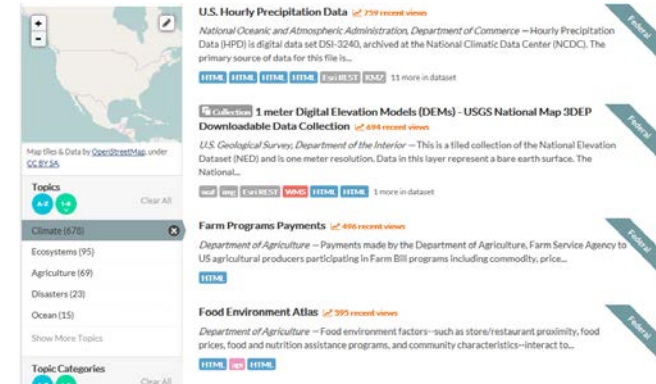 +
-
Map tiles & Data by OpenStreetMap, under
CC BY SA.
Topics
A-Z 1-9
Clear All
Climate (678)
Ecosystems (95)
Agriculture (69)
Disasters (23)
Ocean (15)
Show More Topics
Topic Categories
Clear All
U.S. Hourly Precipitation Data 759 recent views
National Oceanic and Atmospheric Administration, Department of Commerce — Hourly Precipitation
Data (HPD) is digital data set DSI-3240, archived at the National Climatic Data Center (NCDC). The
primary source of data for this file is...
HTML HTML HTML HTML Esri REST KMZ 11 more in dataset
Federal
Collection 1 meter Digital Elevation Models (DEMs) - USGS National Map 3DEP
Downloadable Data Collection 694 recent views
U.S. Geological Survey, Department of the Interior — This is a tiled collection of the National Elevation
Dataset (NED) and is one meter resolution. Data in this layer represent a bare earth surface. The
National...
img Esri REST WMS HTML HTML 1 more in dataset
Federal
Farm Programs Payments 496 recent views
Department of Agriculture — Payments made by the Department of Agriculture, Farm Service Agency to
US agricultural producers participating in Farm Bill programs including commodity, price...
HTML
Federal
Food Environment Atlas 395 recent views
Department of Agriculture — Food environment factors--such as store/restaurant proximity, food
prices, food and nutrition assistance programs, and community characteristics--interact to...
HTML api HTML
Federal